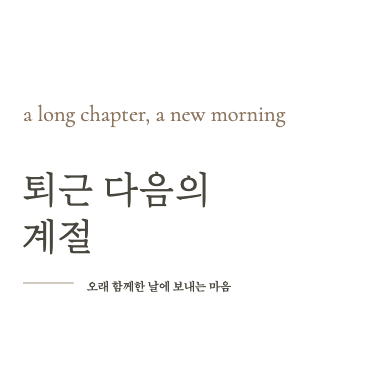 a long chapter, a new morning
퇴근 다음의
계절
오래 함께한 날에 보내는 마음